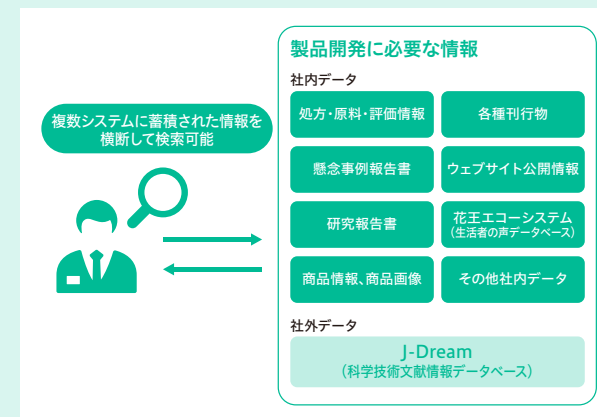 製品開発に必要な情報
社内データ
複数システムに蓄積された情報を
横断して検索可能
処方・原料・評価情報
各種刊行物
懸念事例報告書
ウェブサイト公開情報
研究報告書
花王エコーシステム
(生活者の声データベース)
商品情報、商品画像
その他社内データ
社外データ
J-Dream
(科学技術文献情報データベース)